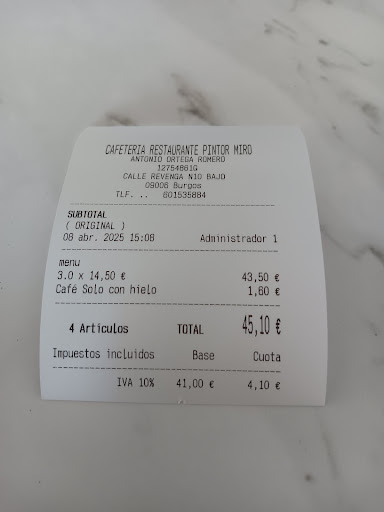 CAFETERIA RESTAURANTE PINTOR MIRO
ANTONIO ORTEGA ROMERO
12754861G
CALLE REVENGA N10 BAJO
09006 Burgos
TLF. .. 601535884
SUBTOTAL
( ORIGINAL )
08 abr. 2025 15:08 Administrador 1
menu
3.0 x 14,50 € 43,50 €
Café Solo con hielo 1,60 €
4 Artículos TOTAL 45,10 €
Impuestos incluidos Base Cuota
IVA 10% 41,00 € 4,10 €